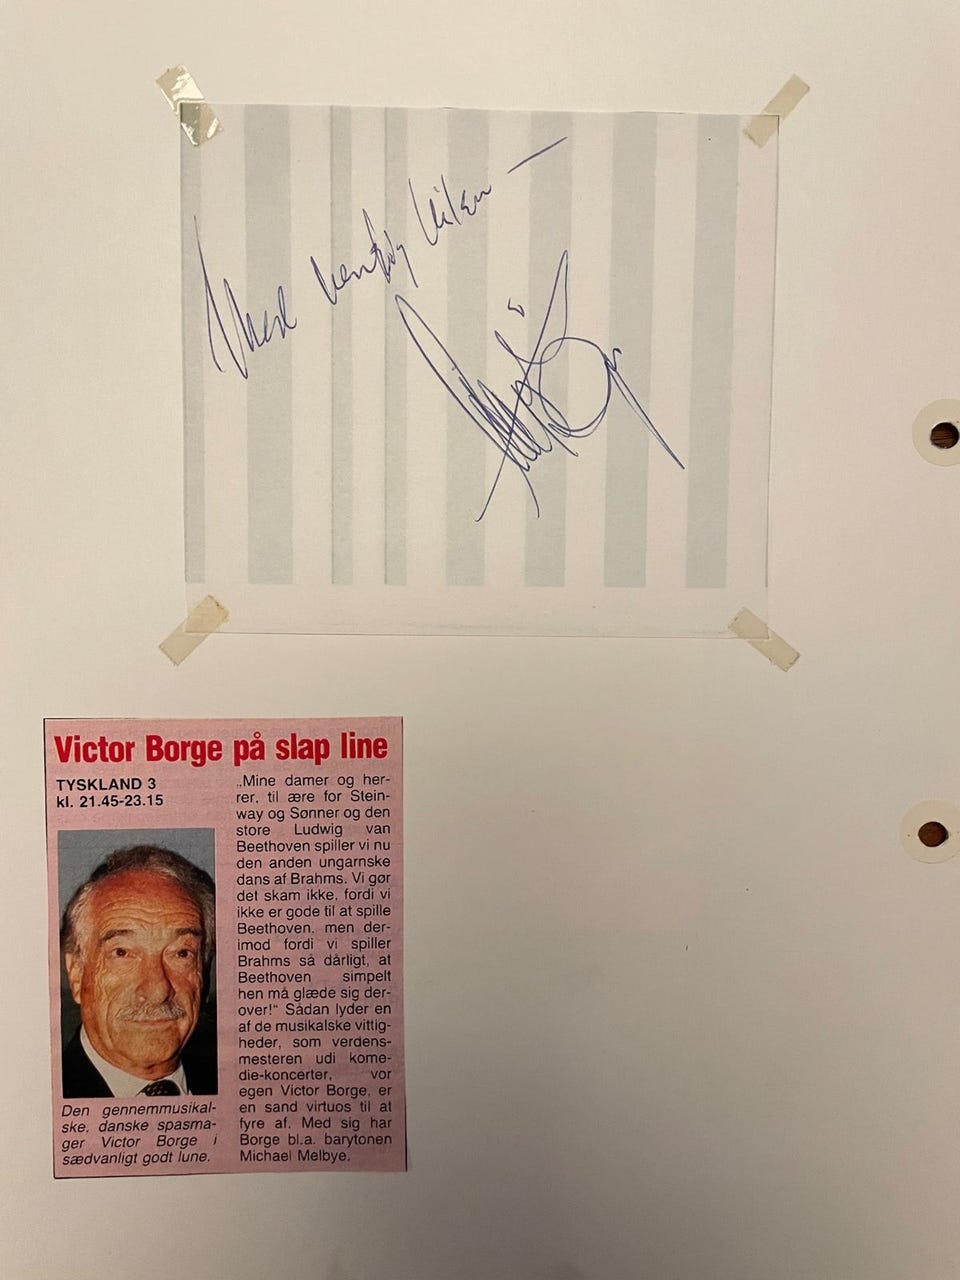 Med venlig hilsen —
Victor Borge på slap line
TYSKLAND 3
kl. 21.45-23.15
Den gennemmusikal-
ske, danske spasma-
ger Victor Borge i
sædvanligt godt lune.
„Mine damer og her-
rer, til ære for Stein-
way og Sønner og den
store Ludwig van
Beethoven spiller vi nu
den anden ungarnske
dans af Brahms. Vi gør
det skam ikke, fordi vi
ikke er gode til at spille
Beethoven, men der-
imod fordi vi spiller
Brahms så dårligt, at
Beethoven simpelt
hen må glæde sig der-
over!“ Sådan lyder en
af de musikalske vittig-
heder, som verdens-
mesteren udi kome-
die-koncerter, vor
egen Victor Borge, er
en sand virtuos til at
fyre af. Med sig har
Borge bl.a. barytonen
Michael Melbye.